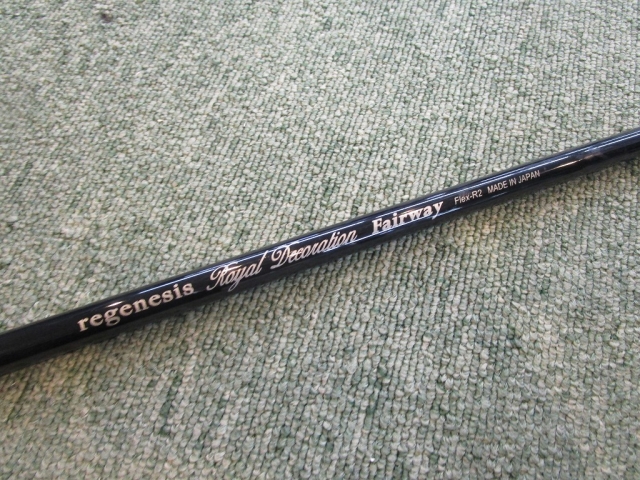 regenesis Royal Decoration Fairway Flex-R2 MADE IN JAPAN